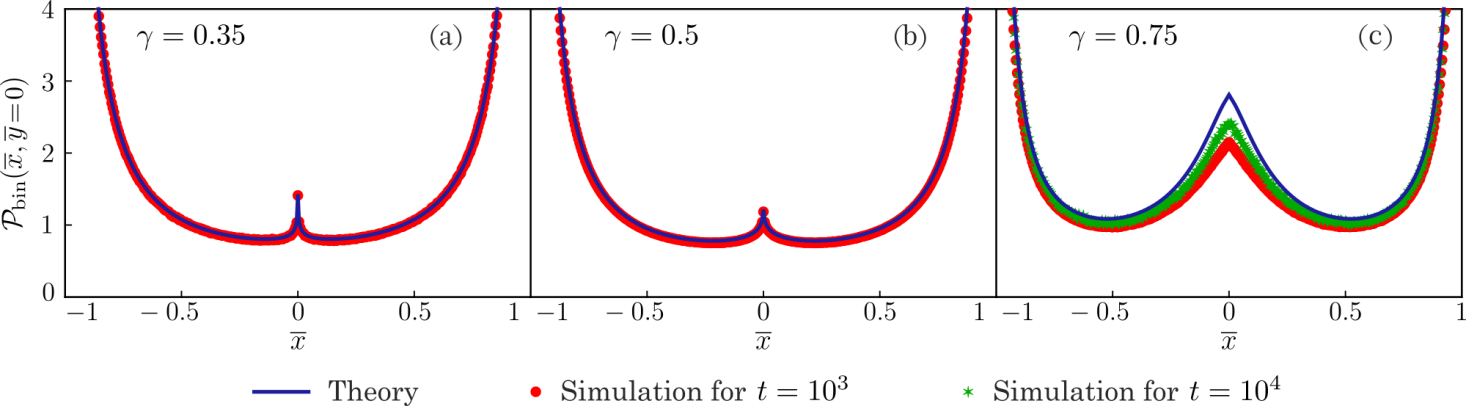 4
3
2
1
0
𝒫bin(x̅, y̅=0)
γ = 0.35 (a)
γ = 0.5 (b)
γ = 0.75 (c)
−1 −0.5 0 0.5 1
−0.5 0 0.5
−1 −0.5 0 0.5 1
x̅ x̅ x̅
Theory
Simulation for t = 10³
Simulation for t = 10⁴